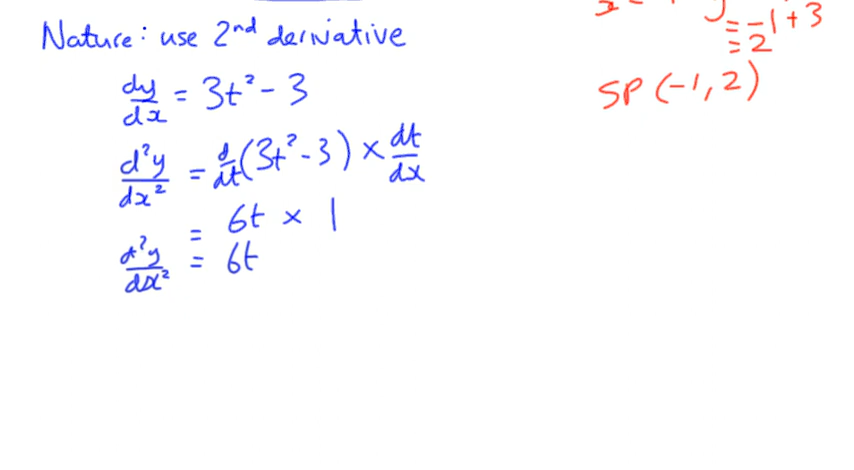 Nature: use 2nd derivative
dy/dx = 3t² - 3
d²y/dx² = d/dt(3t² - 3) × dt/dx
= 6t × 1
d²y/dx² = 6t
= -1 + 3
= 2
SP (-1, 2)